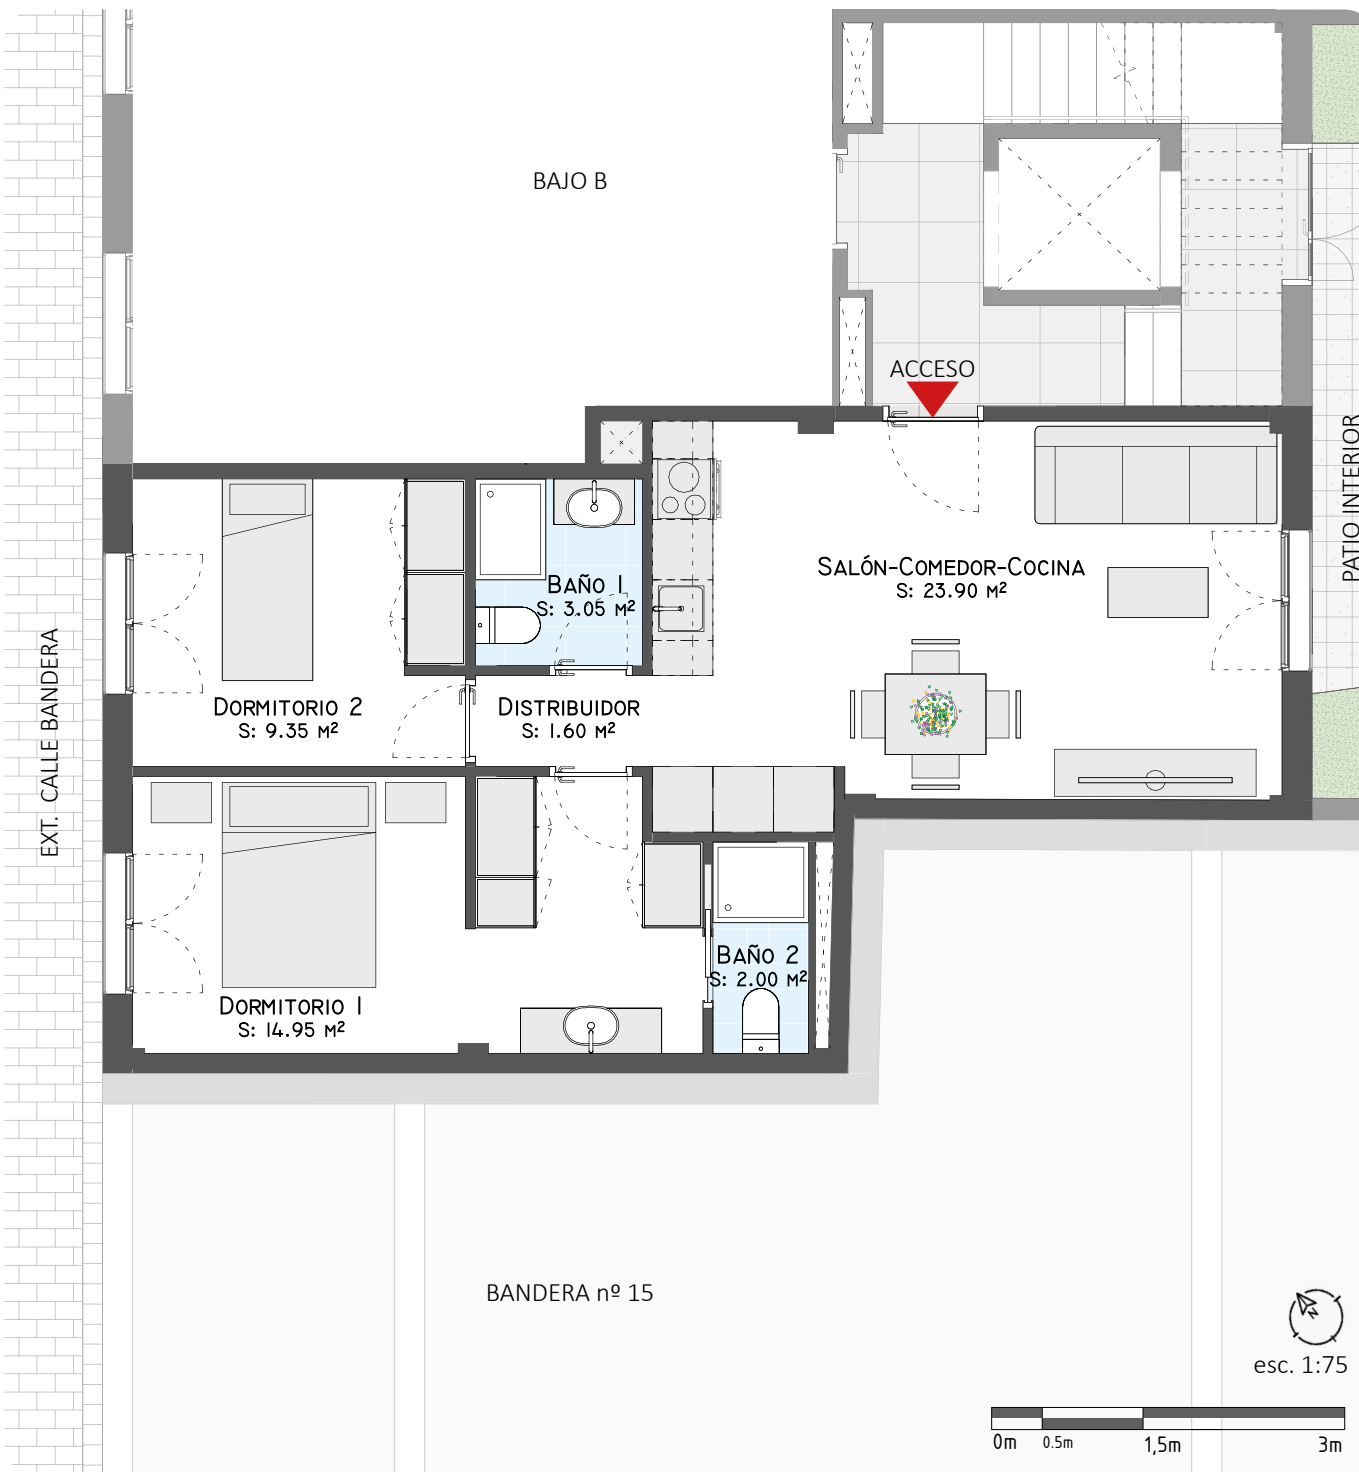 BAJO B
ACCESO
PATIO INTERIOR
SALÓN-COMEDOR-COCINA
S: 23.90 M²
BAÑO 1
S: 3.05 M²
DORMITORIO 2
S: 9.35 M²
DISTRIBUIDOR
S: 1.60 M²
EXT. CALLE BANDERA
BAÑO 2
S: 2.00 M²
DORMITORIO 1
S: 14.95 M²
BANDERA nº 15
N
esc. 1:75
0m 0.5m 1,5m 3m